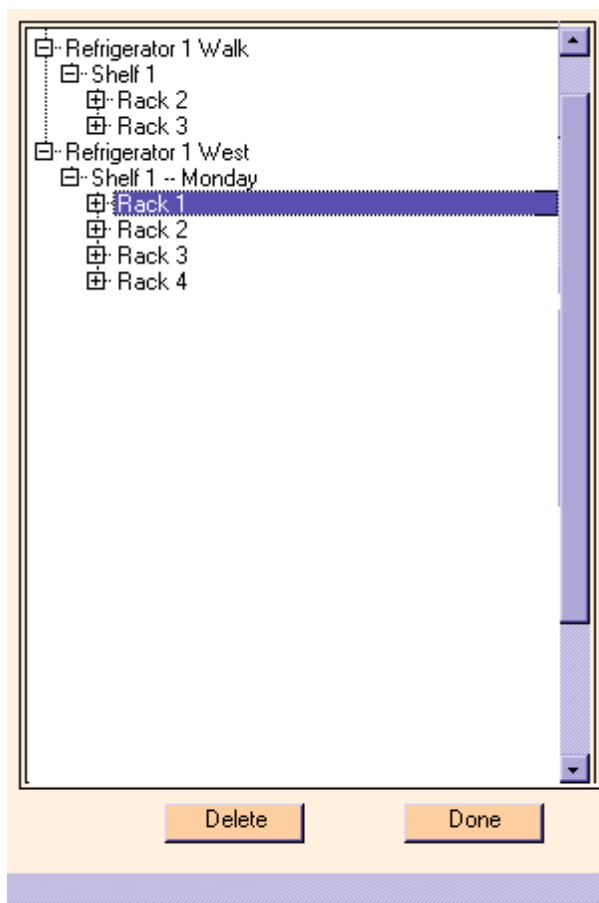 Refrigerator 1 Walk
Shelf 1
Rack 2
Rack 3
Refrigerator 1 West
Shelf 1 -- Monday
Rack 1
Rack 2
Rack 3
Rack 4
Delete Done